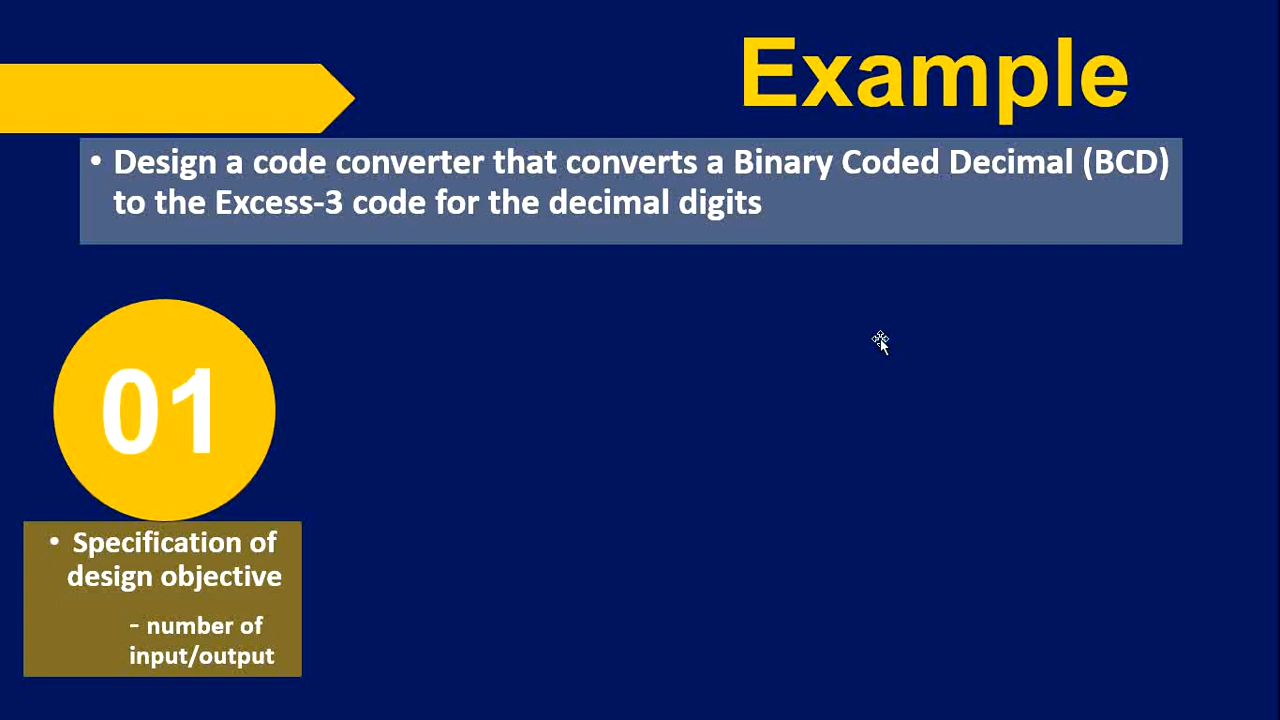 Example
• Design a code converter that converts a Binary Coded Decimal (BCD)
to the Excess-3 code for the decimal digits
01
• Specification of
design objective
- number of
input/output